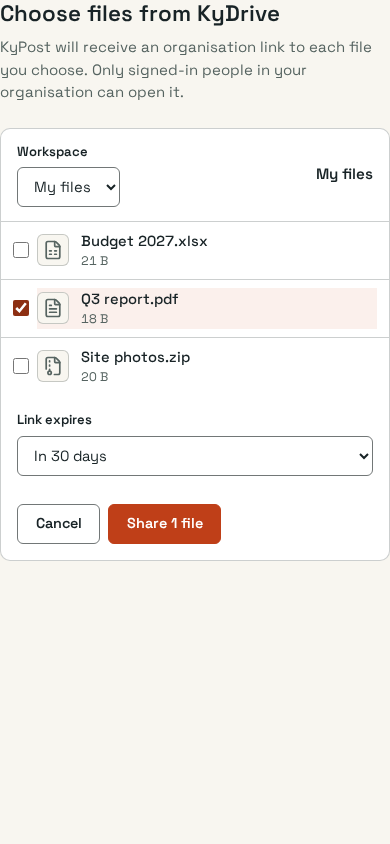 Choose files from KyDrive
KyPost will receive an organisation link to each file
you choose. Only signed-in people in your
organisation can open it.
Workspace
My files
My files
Budget 2027.xlsx
21 B
Q3 report.pdf
18 B
Site photos.zip
20 B
Link expires
In 30 days
Cancel
Share 1 file